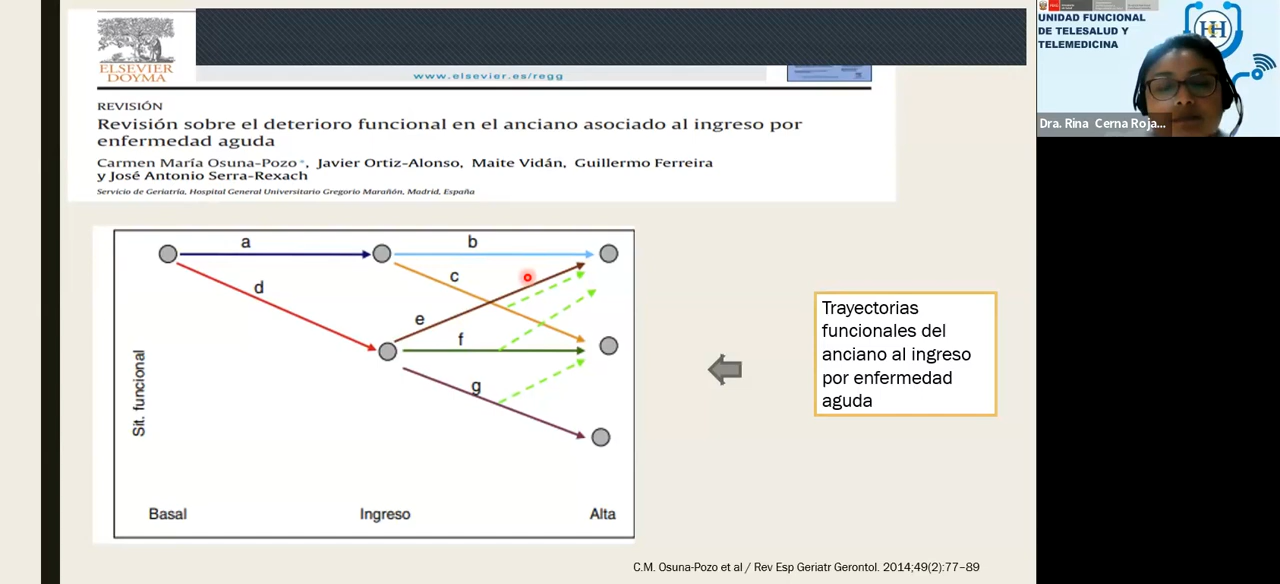 ELSEVIER
DOYMA
www.elsevier.es/regg
REVISIÓN
Revisión sobre el deterioro funcional en el anciano asociado al ingreso por
enfermedad aguda
Carmen María Osuna-Pozo*, Javier Ortiz-Alonso, Maite Vidán, Guillermo Ferreira
y José Antonio Serra-Rexach
Servicio de Geriatría, Hospital General Universitario Gregorio Marañón, Madrid, España
a
b
c
d
e
f
g
Sit. funcional
Basal
Ingreso
Alta
Trayectorias
funcionales del
anciano al ingreso
por enfermedad
aguda
C.M. Osuna-Pozo et al / Rev Esp Geriatr Gerontol. 2014;49(2):77–89
UNIDAD FUNCIONAL
DE TELESALUD Y
TELEMEDICINA
HH
Dra. Rina Cerna Roja...